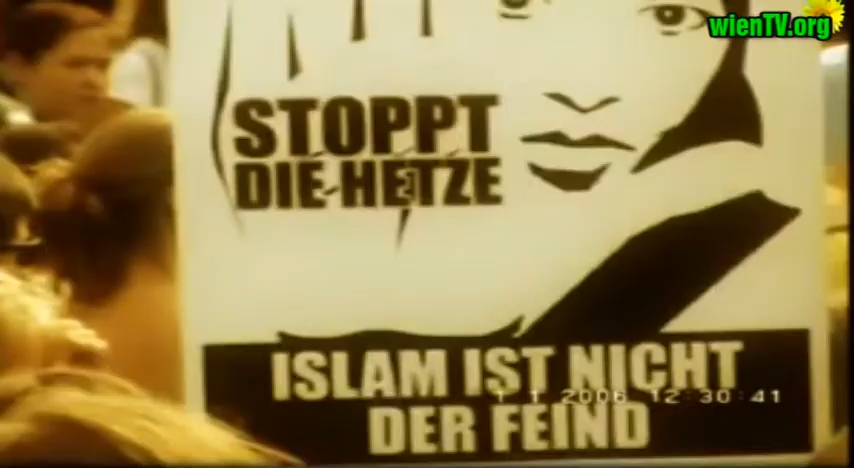 wienTV.org
STOPPT
DIE HETZE
ISLAM IST NICHT
1 1 2006 12:30:41
DER FEIND